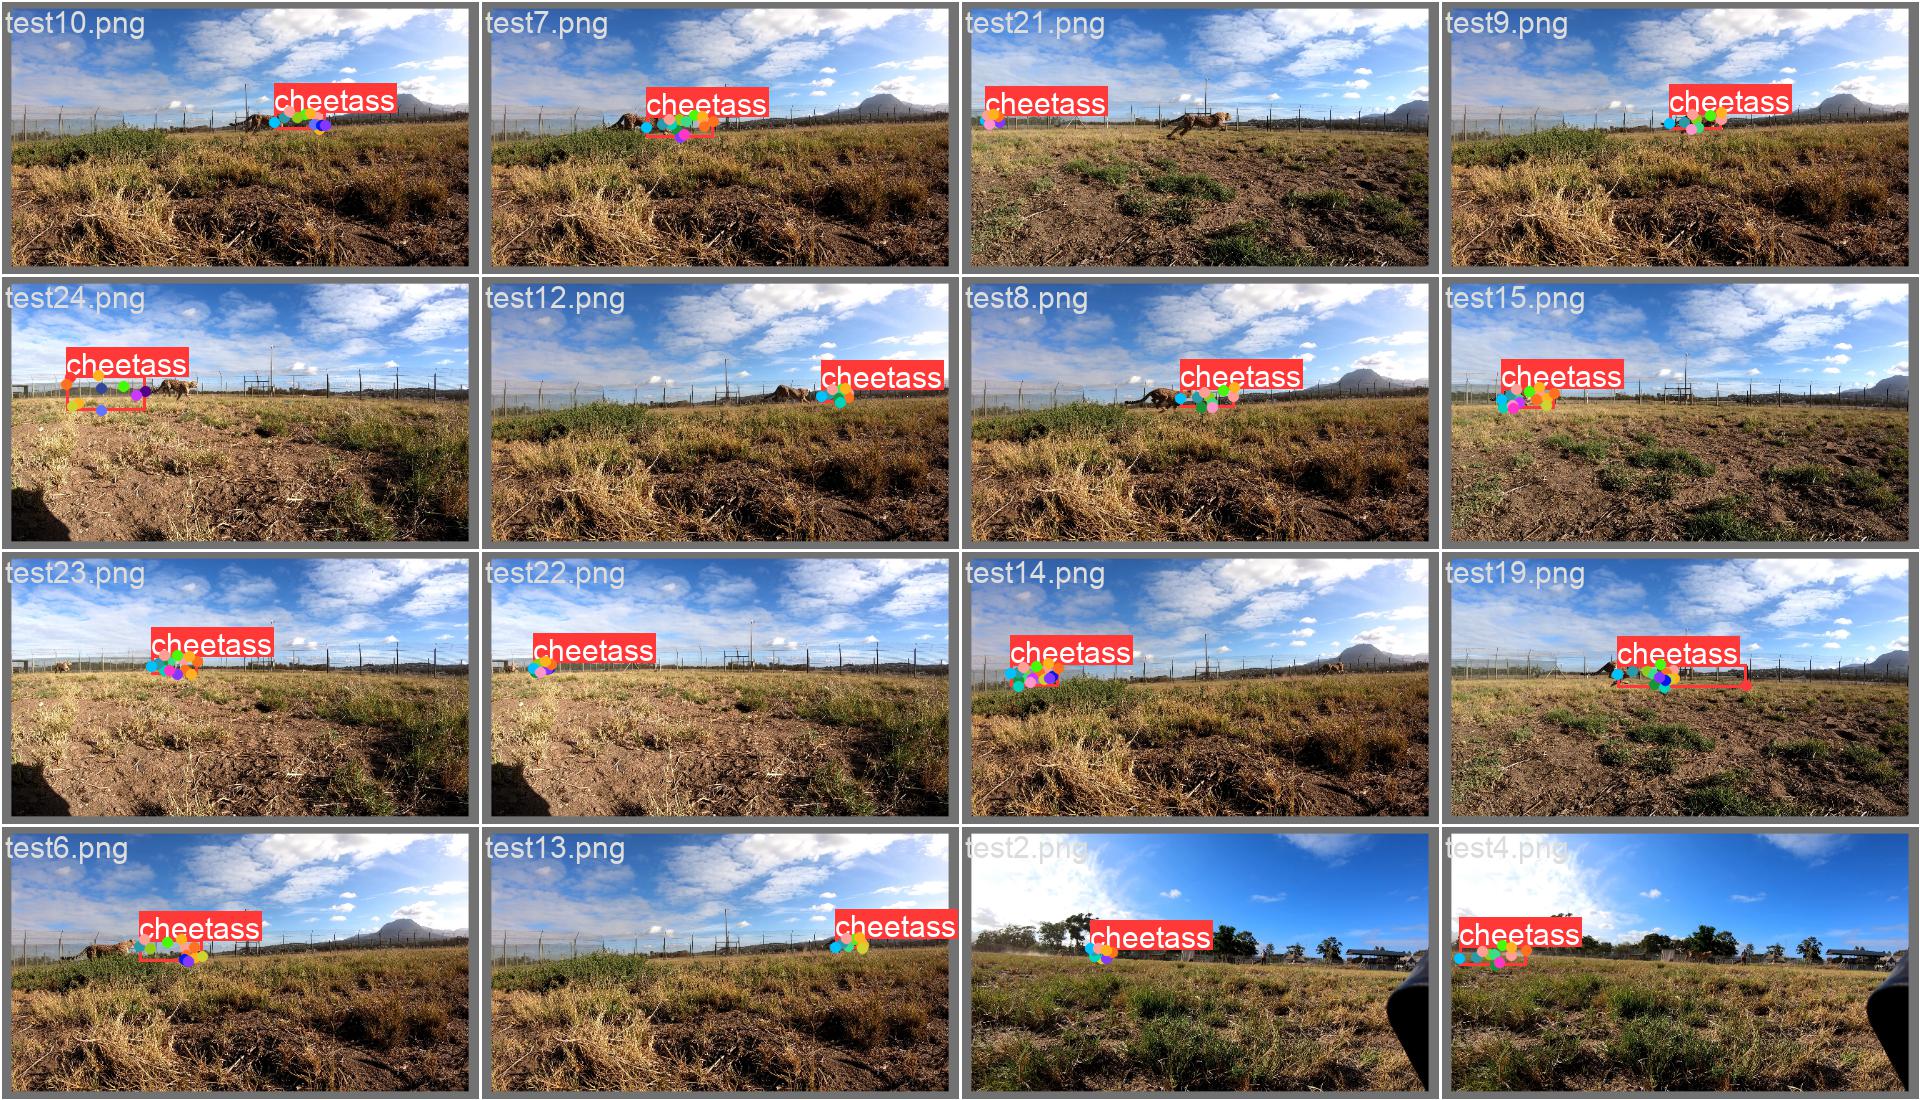 test10.png
cheetass
test7.png
cheetass
test21.png
cheetass
test9.png
cheetass
test24.png
cheetass
test12.png
cheetass
test8.png
cheetass
test15.png
cheetass
test23.png
cheetass
test22.png
cheetass
test14.png
cheetass
test19.png
cheetass
test6.png
cheetass
test13.png
cheetass
test2.png
cheetass
test4.png
cheetass